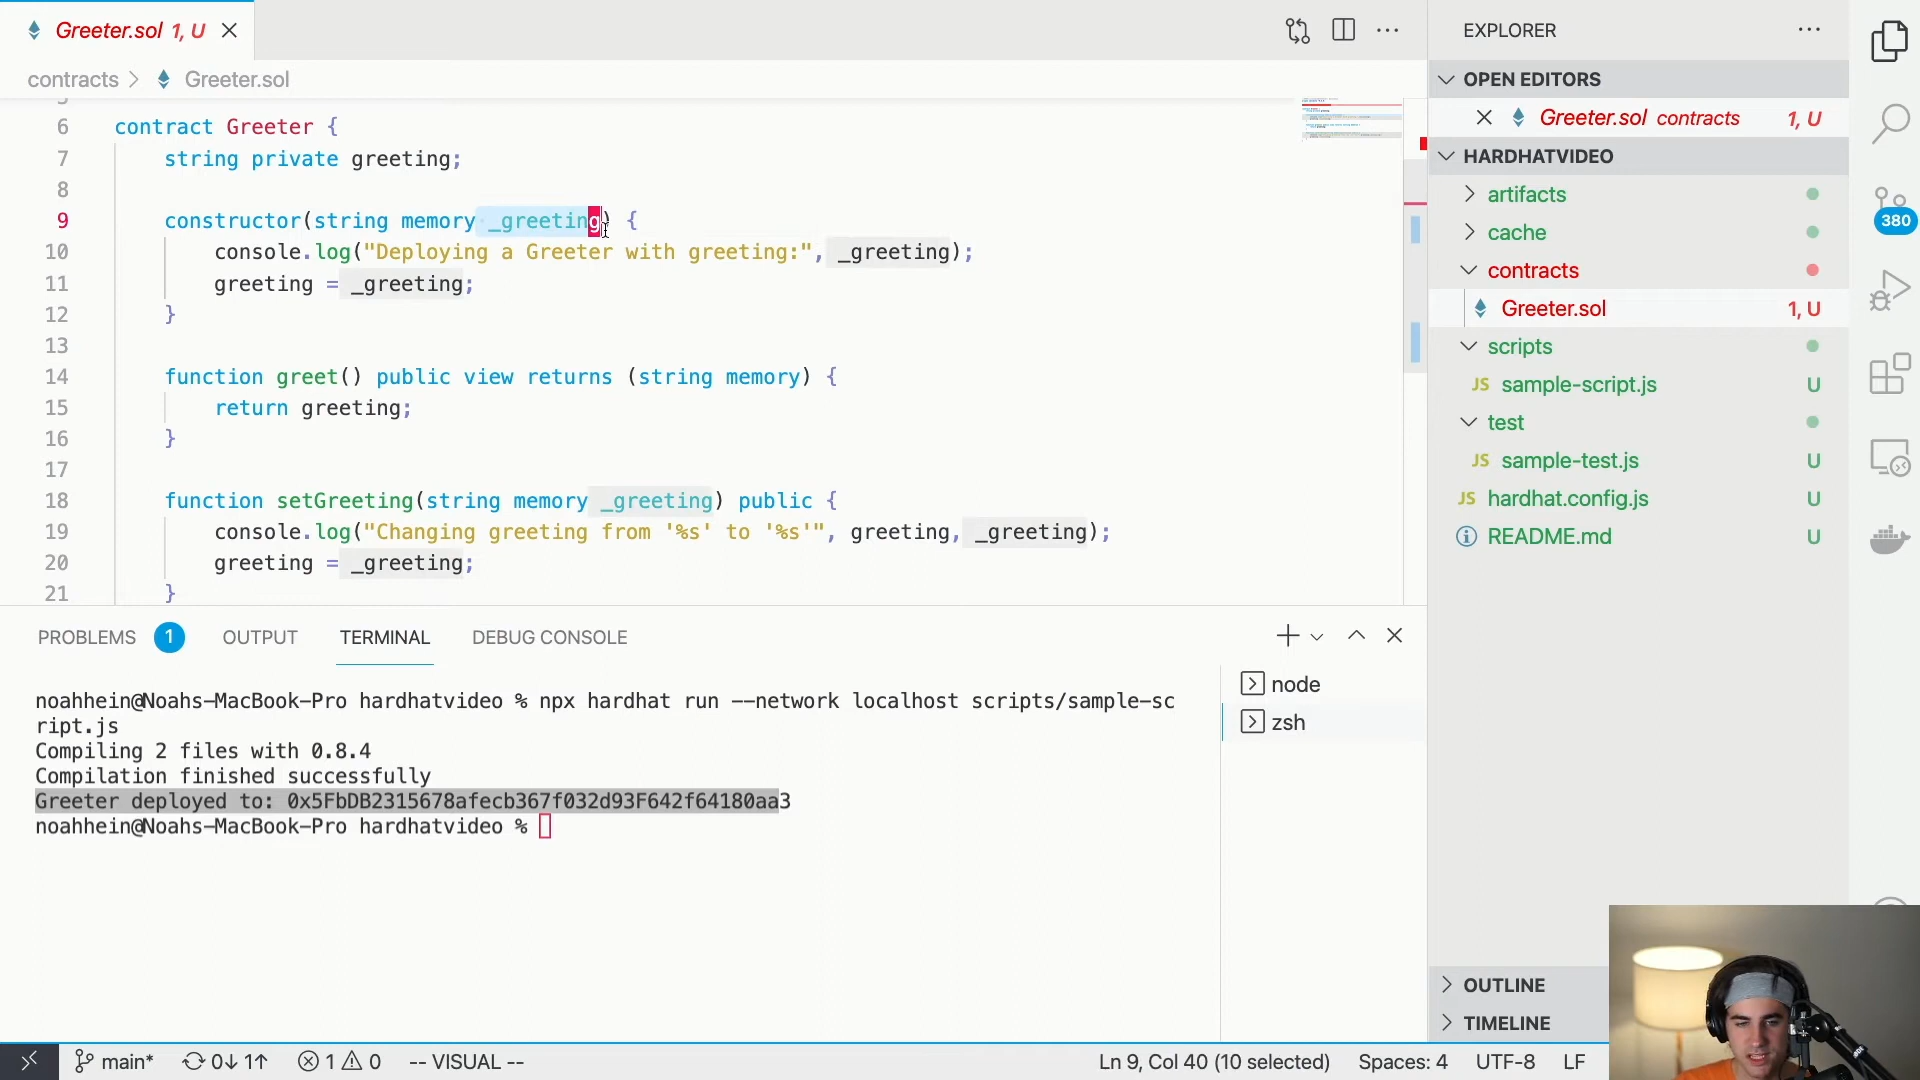 Greeter.sol 1, U
contracts > Greeter.sol
5
6 contract Greeter {
7 string private greeting;
8
9 constructor(string memory _greeting) {
10 console.log("Deploying a Greeter with greeting:", _greeting);
11 greeting = _greeting;
12 }
13
14 function greet() public view returns (string memory) {
15 return greeting;
16 }
17
18 function setGreeting(string memory _greeting) public {
19 console.log("Changing greeting from '%s' to '%s'", greeting, _greeting);
20 greeting = _greeting;
21 }
PROBLEMS 1 OUTPUT TERMINAL DEBUG CONSOLE
noahhein@Noahs-MacBook-Pro hardhatvideo % npx hardhat run --network localhost scripts/sample-sc
ript.js
Compiling 2 files with 0.8.4
Compilation finished successfully
Greeter deployed to: 0x5FbDB2315678afecb367f032d93F642f64180aa3
noahhein@Noahs-MacBook-Pro hardhatvideo %
node
zsh
EXPLORER
OPEN EDITORS
Greeter.sol contracts 1, U
HARDHATVIDEO
artifacts
cache
contracts
Greeter.sol 1, U
scripts
JS sample-script.js U
test
JS sample-test.js U
JS hardhat.config.js U
README.md U
OUTLINE
TIMELINE
380
main* 0↓ 1↑ 1 0 -- VISUAL -- Ln 9, Col 40 (10 selected) Spaces: 4 UTF-8 LF